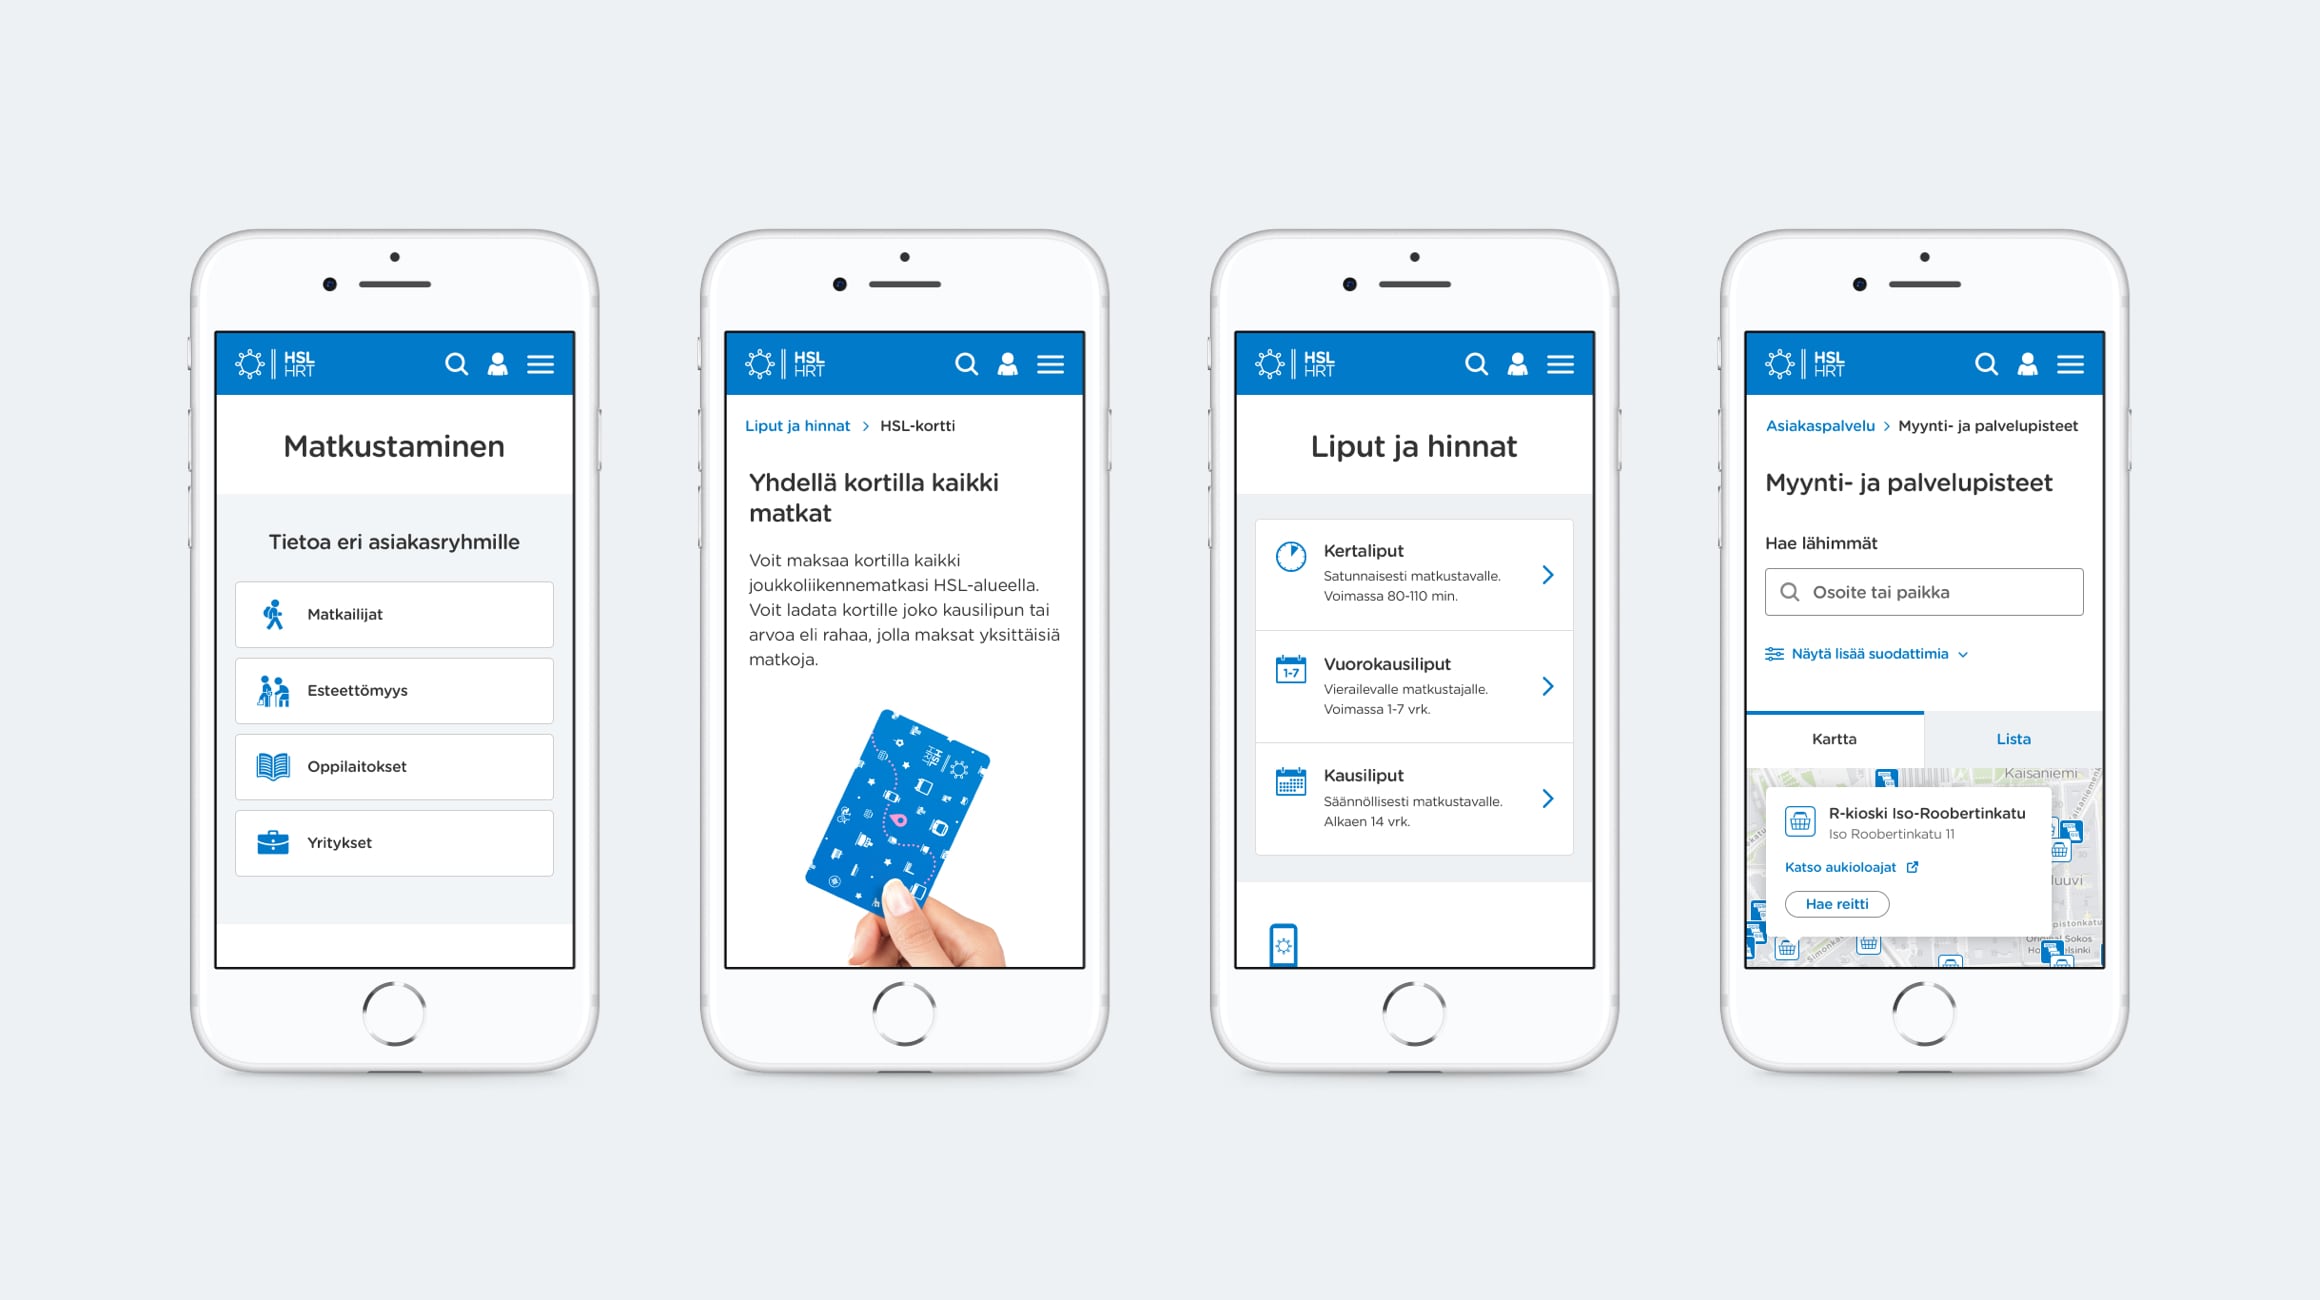 HSL
HRT
Matkustaminen
Tietoa eri asiakasryhmille
Matkailijat
Esteettömyys
Oppilaitokset
Yritykset
HSL
HRT
Liput ja hinnat > HSL-kortti
Yhdellä kortilla kaikki
matkat
Voit maksaa kortilla kaikki
joukkoliikennematkasi HSL-alueella.
Voit ladata kortille joko kausilipun tai
arvoa eli rahaa, jolla maksat yksittäisiä
matkoja.
HSL
HRT
HSL
HRT
Liput ja hinnat
Kertaliput
Satunnaisesti matkustavalle.
Voimassa 80-110 min.
1-7
Vuorokausiliput
Vierailevalle matkustajalle.
Voimassa 1-7 vrk.
Kausiliput
Säännöllisesti matkustavalle.
Alkaen 14 vrk.
HSL
HRT
Asiakaspalvelu > Myynti- ja palvelupisteet
Myynti- ja palvelupisteet
Hae lähimmät
Osoite tai paikka
Näytä lisää suodattimia
Kartta
Lista
Kaisaniemi
R-kioski Iso-Roobertinkatu
Iso Roobertinkatu 11
Katso aukioloajat
Hae reitti
luuvi
Simonkatu
Sokos